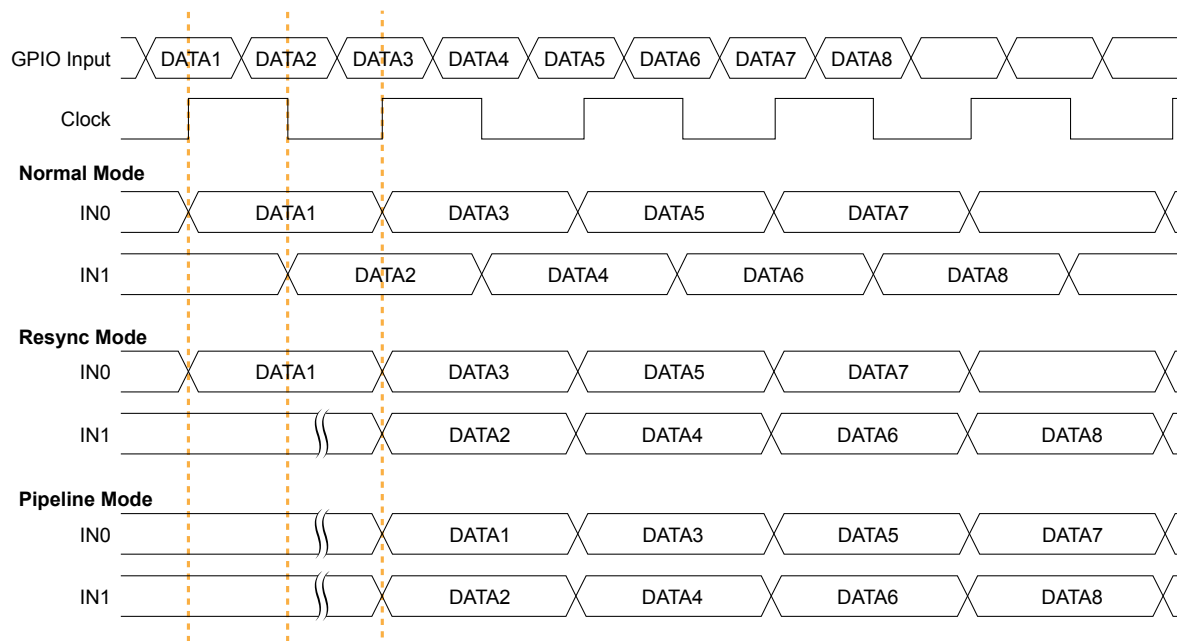 GPIO Input DATA1 DATA2 DATA3 DATA4 DATA5 DATA6 DATA7 DATA8
Clock
Normal Mode
IN0 DATA1 DATA3 DATA5 DATA7
IN1 DATA2 DATA4 DATA6 DATA8
Resync Mode
IN0 DATA1 DATA3 DATA5 DATA7
IN1 DATA2 DATA4 DATA6 DATA8
Pipeline Mode
IN0 DATA1 DATA3 DATA5 DATA7
IN1 DATA2 DATA4 DATA6 DATA8